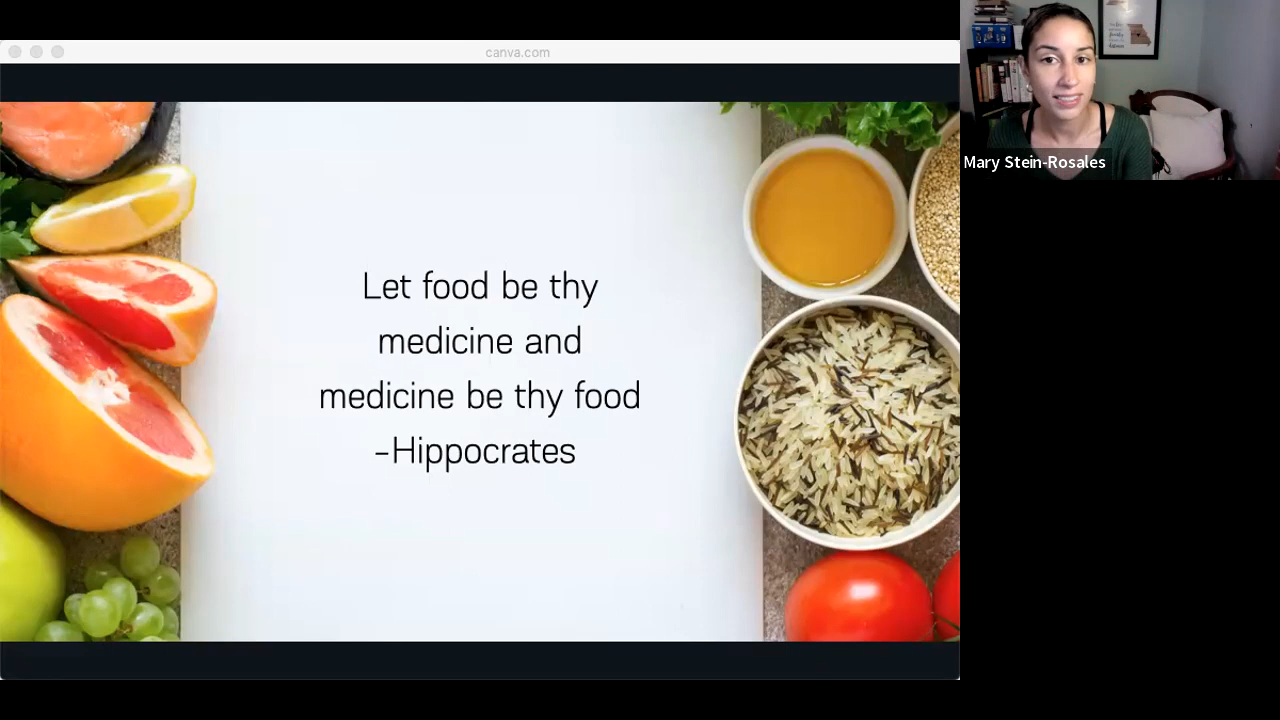 canva.com
Let food be thy
medicine and
medicine be thy food
-Hippocrates
Mary Stein-Rosales